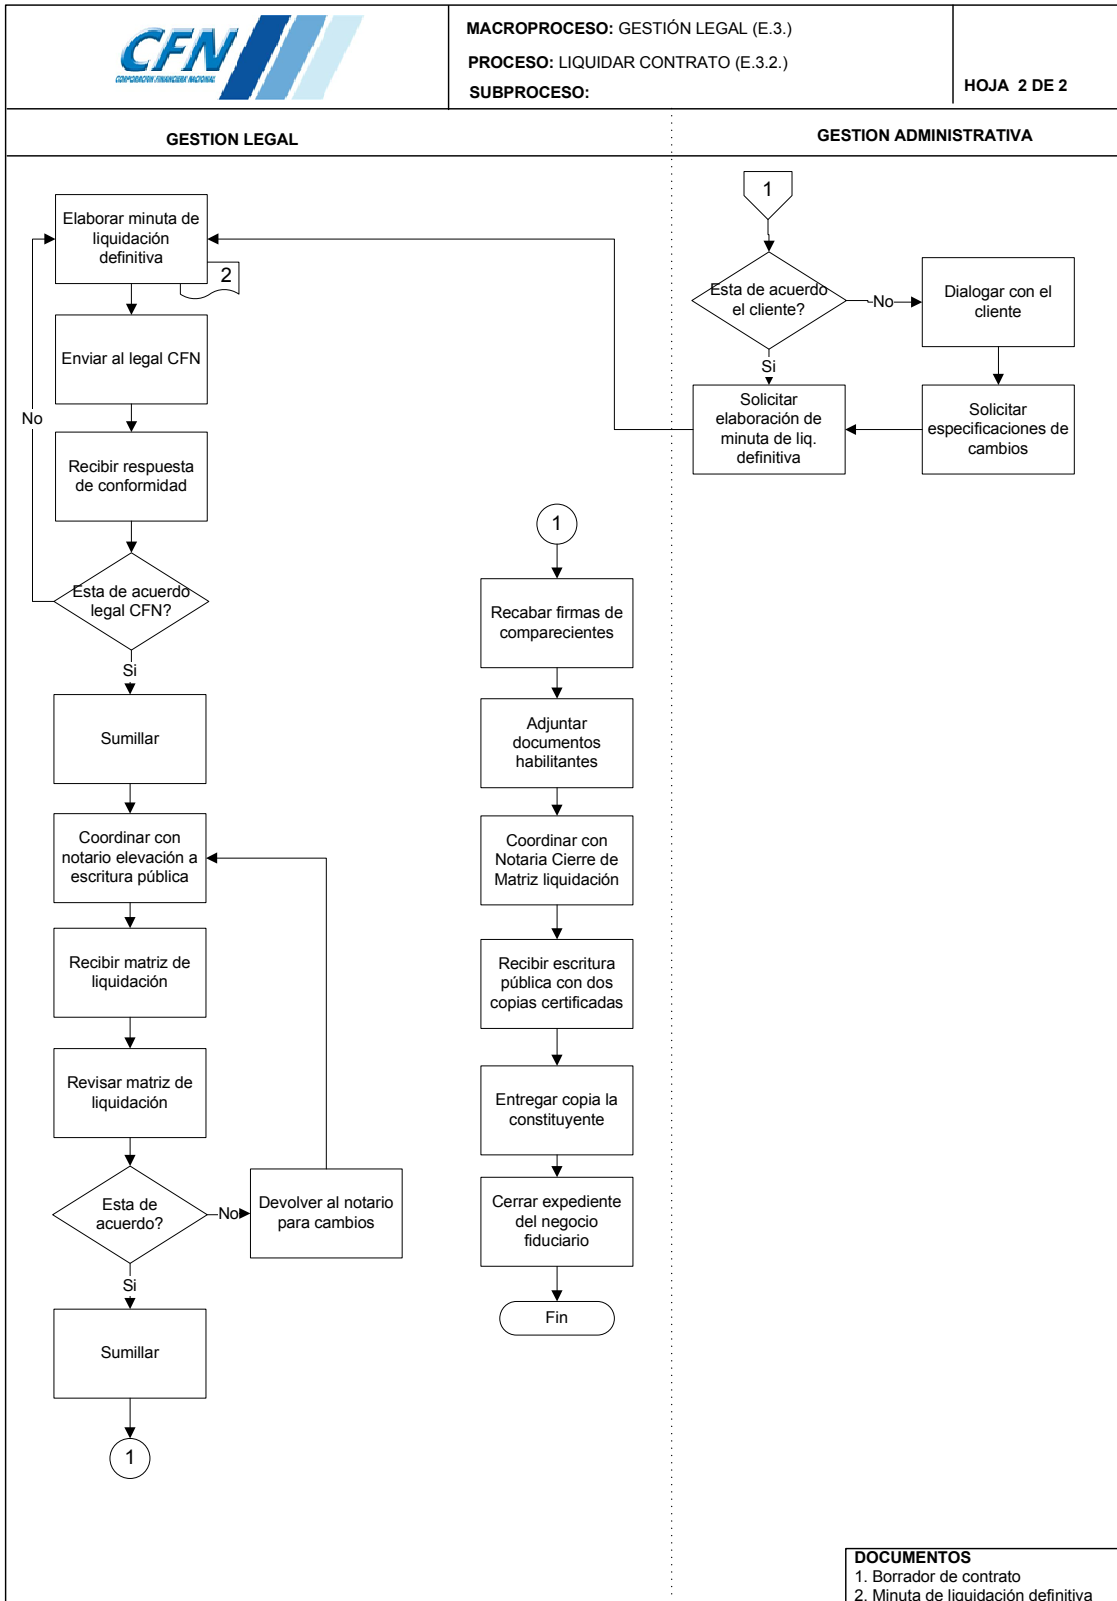 CFN
CORPORACION FINANCIERA NACIONAL
MACROPROCESO: GESTIÓN LEGAL (E.3.)
PROCESO: LIQUIDAR CONTRATO (E.3.2.)
SUBPROCESO:
HOJA 2 DE 2
GESTION LEGAL
GESTION ADMINISTRATIVA
Elaborar minuta de
liquidación
definitiva
2
Enviar al legal CFN
No
Recibir respuesta
de conformidad
Esta de acuerdo
legal CFN?
Si
Sumillar
Coordinar con
notario elevación a
escritura pública
Recibir matriz de
liquidación
Revisar matriz de
liquidación
Esta de
acuerdo?
No
Devolver al notario
para cambios
Si
Sumillar
1
1
Recabar firmas de
comparecientes
Adjuntar
documentos
habilitantes
Coordinar con
Notaria Cierre de
Matriz liquidación
Recibir escritura
pública con dos
copias certificadas
Entregar copia la
constituyente
Cerrar expediente
del negocio
fiduciario
Fin
1
Esta de acuerdo
el cliente?
No
Dialogar con el
cliente
Si
Solicitar
elaboración de
minuta de liq.
definitiva
Solicitar
especificaciones de
cambios
DOCUMENTOS
1. Borrador de contrato
2. Minuta de liquidación definitiva